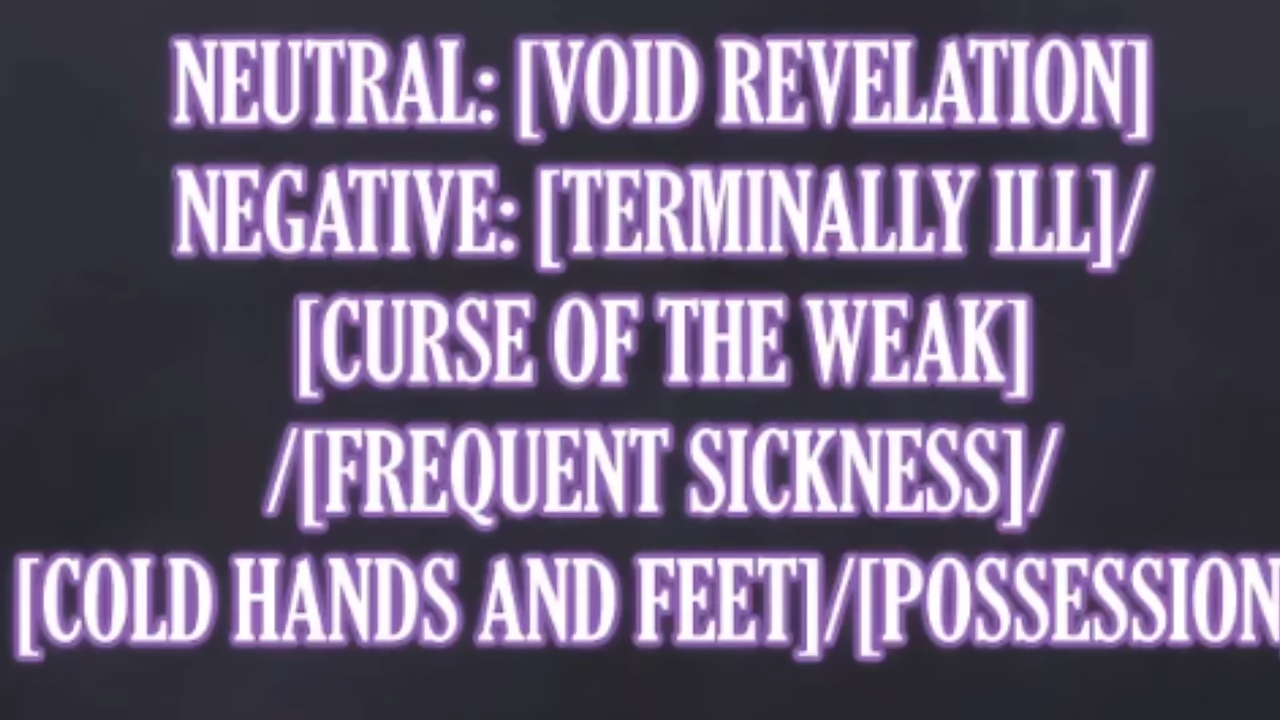 NEUTRAL: [VOID REVELATION]
NEGATIVE: [TERMINALLY ILL]/
[CURSE OF THE WEAK]
/[FREQUENT SICKNESS]/
[COLD HANDS AND FEET]/[POSSESSION